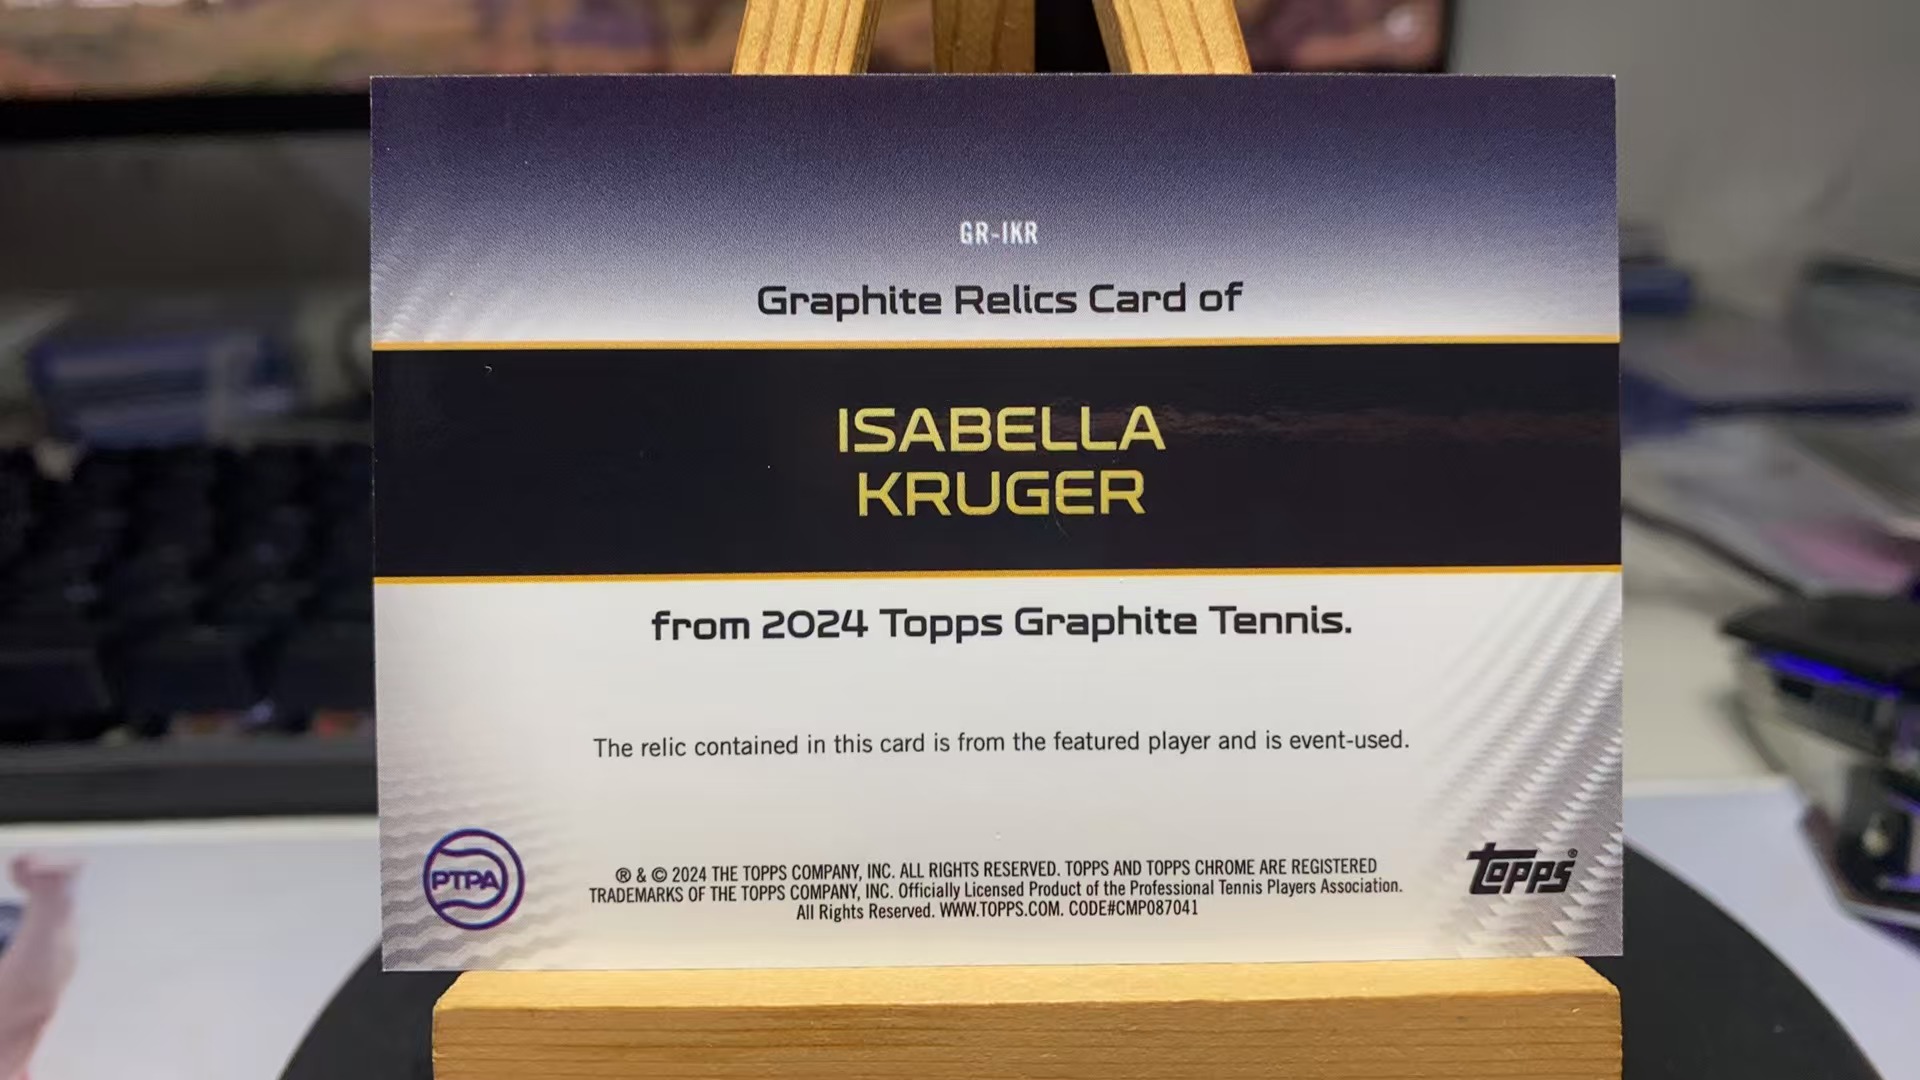 GR-IKR
Graphite Relics Card of
ISABELLA
KRUGER
from 2024 Topps Graphite Tennis.
The relic contained in this card is from the featured player and is event-used.
PTPA
® & © 2024 THE TOPPS COMPANY, INC. ALL RIGHTS RESERVED. TOPPS AND TOPPS CHROME ARE REGISTERED
TRADEMARKS OF THE TOPPS COMPANY, INC. Officially Licensed Product of the Professional Tennis Players Association.
All Rights Reserved. WWW.TOPPS.COM. CODE#CMP087041
topps®